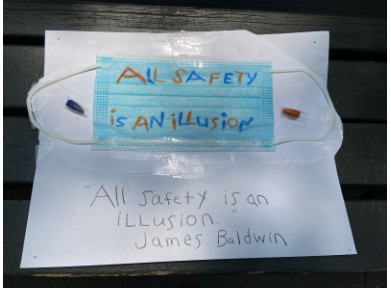 ALL SAFETY
iS AN iLLUSiON
"All Safety is an
iLLUSion."
James Baldwin